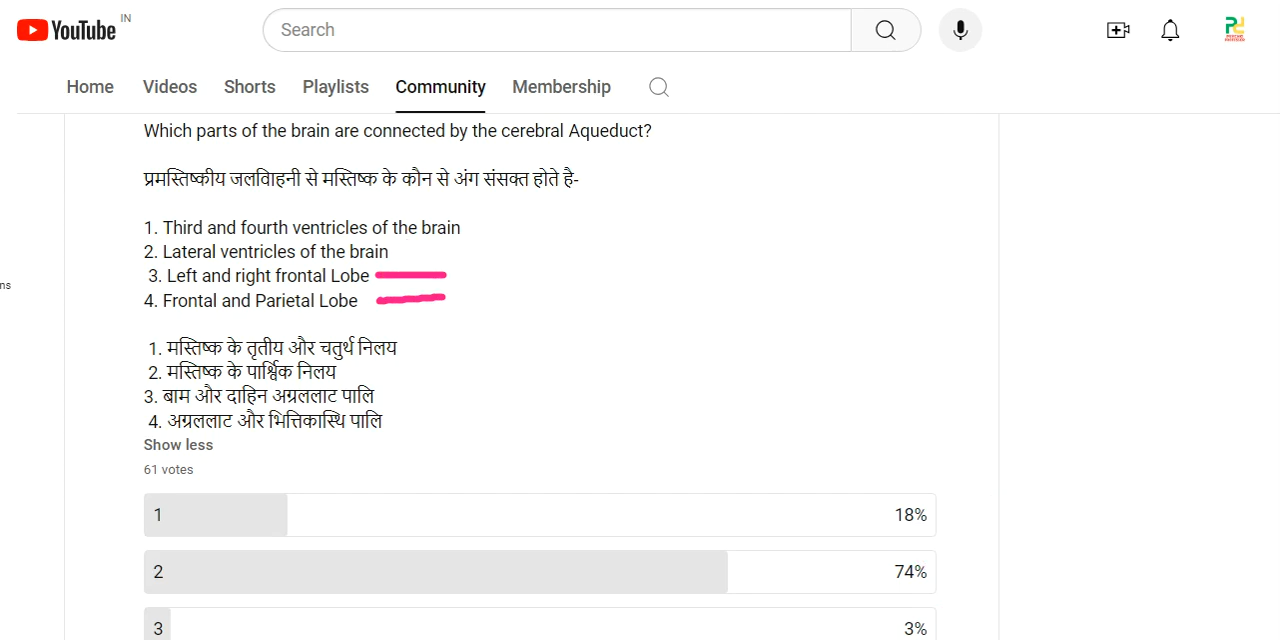 YouTube IN
Search
Home Videos Shorts Playlists Community Membership
Which parts of the brain are connected by the cerebral Aqueduct?
प्रमस्तिष्कीय जलविाहनी से मस्तिष्क के कौन से अंग संसक्त होते है-
1. Third and fourth ventricles of the brain
2. Lateral ventricles of the brain
ns
3. Left and right frontal Lobe
4. Frontal and Parietal Lobe
1. मस्तिष्क के तृतीय और चतुर्थ निलय
2. मस्तिष्क के पार्श्विक निलय
3. बाम और दाहिन अग्रललाट पालि
4. अग्रललाट और भित्तिकास्थि पालि
Show less
61 votes
1 18%
2 74%
3 3%